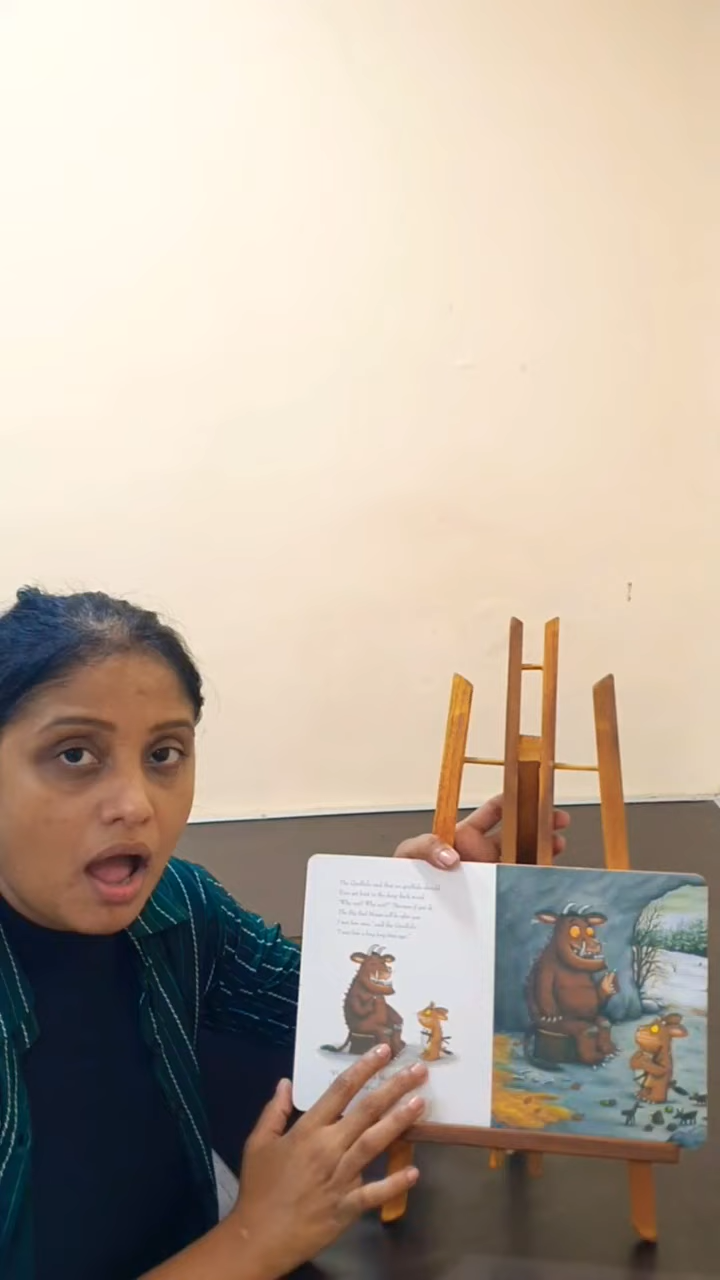 The Gruffalo said that no gruffalo should
Ever set foot in the deep dark wood.
"Why not? Why not?" "Because if you do
The Big Bad Mouse will be after you.
I met him once," said the Gruffalo.
"I met him a long long time ago."